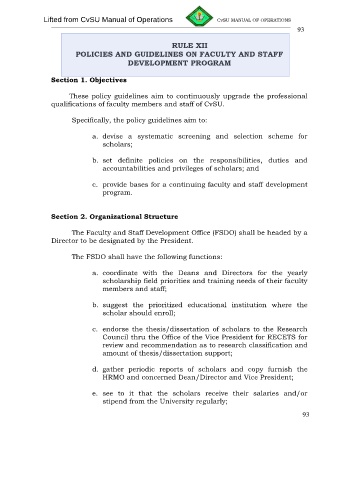 Lifted from CvSU Manual of Operations
CvSU MANUAL OF OPERATIONS
93
RULE XII
POLICIES AND GUIDELINES ON FACULTY AND STAFF
DEVELOPMENT PROGRAM
Section 1. Objectives
These policy guidelines aim to continuously upgrade the professional
qualifications of faculty members and staff of CvSU.
Specifically, the policy guidelines aim to:
a. devise a systematic screening and selection scheme for
scholars;
b. set definite policies on the responsibilities, duties and
accountabilities and privileges of scholars; and
c. provide bases for a continuing faculty and staff development
program.
Section 2. Organizational Structure
The Faculty and Staff Development Office (FSDO) shall be headed by a
Director to be designated by the President.
The FSDO shall have the following functions:
a. coordinate with the Deans and Directors for the yearly
scholarship field priorities and training needs of their faculty
members and staff;
b. suggest the prioritized educational institution where the
scholar should enroll;
c. endorse the thesis/dissertation of scholars to the Research
Council thru the Office of the Vice President for RECETS for
review and recommendation as to research classification and
amount of thesis/dissertation support;
d. gather periodic reports of scholars and copy furnish the
HRMO and concerned Dean/Director and Vice President;
e. see to it that the scholars receive their salaries and/or
stipend from the University regularly;
93